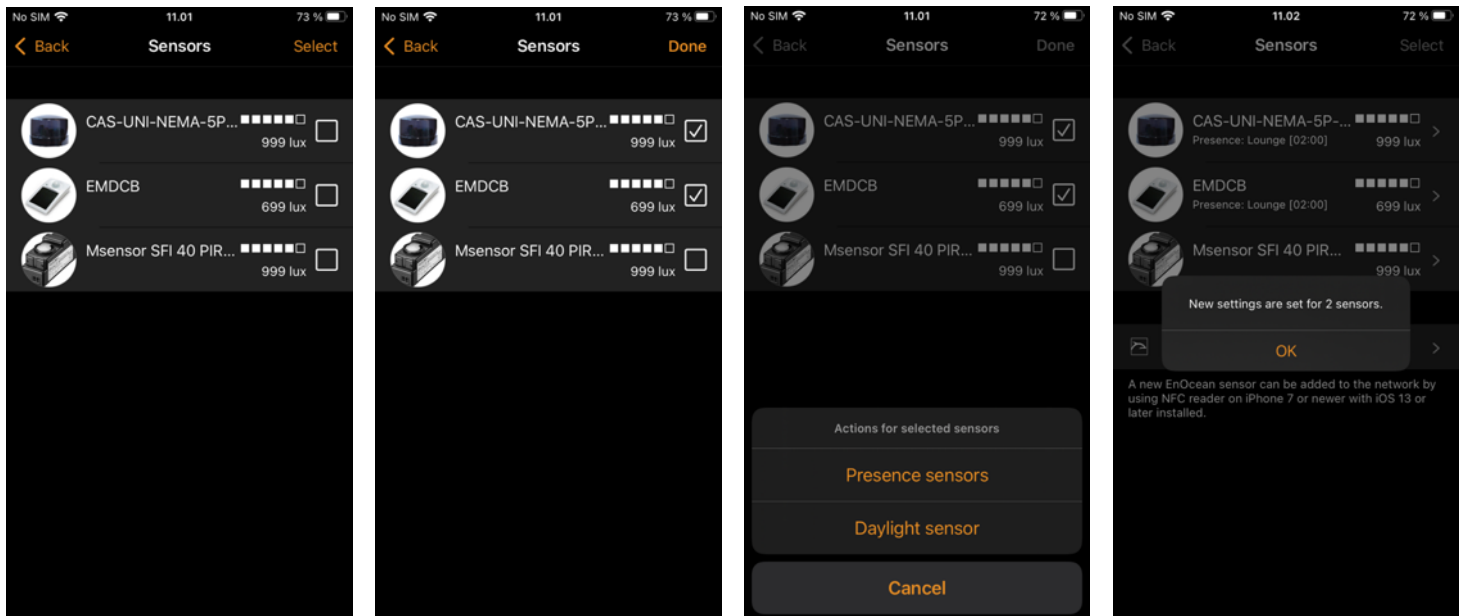 No SIM 11.01 73 %
Back Sensors Select
CAS-UNI-NEMA-5P...
999 lux
EMDCB
699 lux
Msensor SFI 40 PIR...
999 lux
No SIM 11.01 73 %
Back Sensors Done
CAS-UNI-NEMA-5P...
999 lux
EMDCB
699 lux
Msensor SFI 40 PIR...
999 lux
No SIM 11.01 72 %
Back Sensors Done
CAS-UNI-NEMA-5P...
999 lux
EMDCB
699 lux
Msensor SFI 40 PIR...
999 lux
Actions for selected sensors
Presence sensors
Daylight sensor
Cancel
No SIM 11.02 72 %
Back Sensors Select
CAS-UNI-NEMA-5P-...
Presence: Lounge [02:00] 999 lux
EMDCB
Presence: Lounge [02:00] 699 lux
Msensor SFI 40 PIR...
999 lux
New settings are set for 2 sensors.
OK
A new EnOcean sensor can be added to the network by
using NFC reader on iPhone 7 or newer with iOS 13 or
later installed.